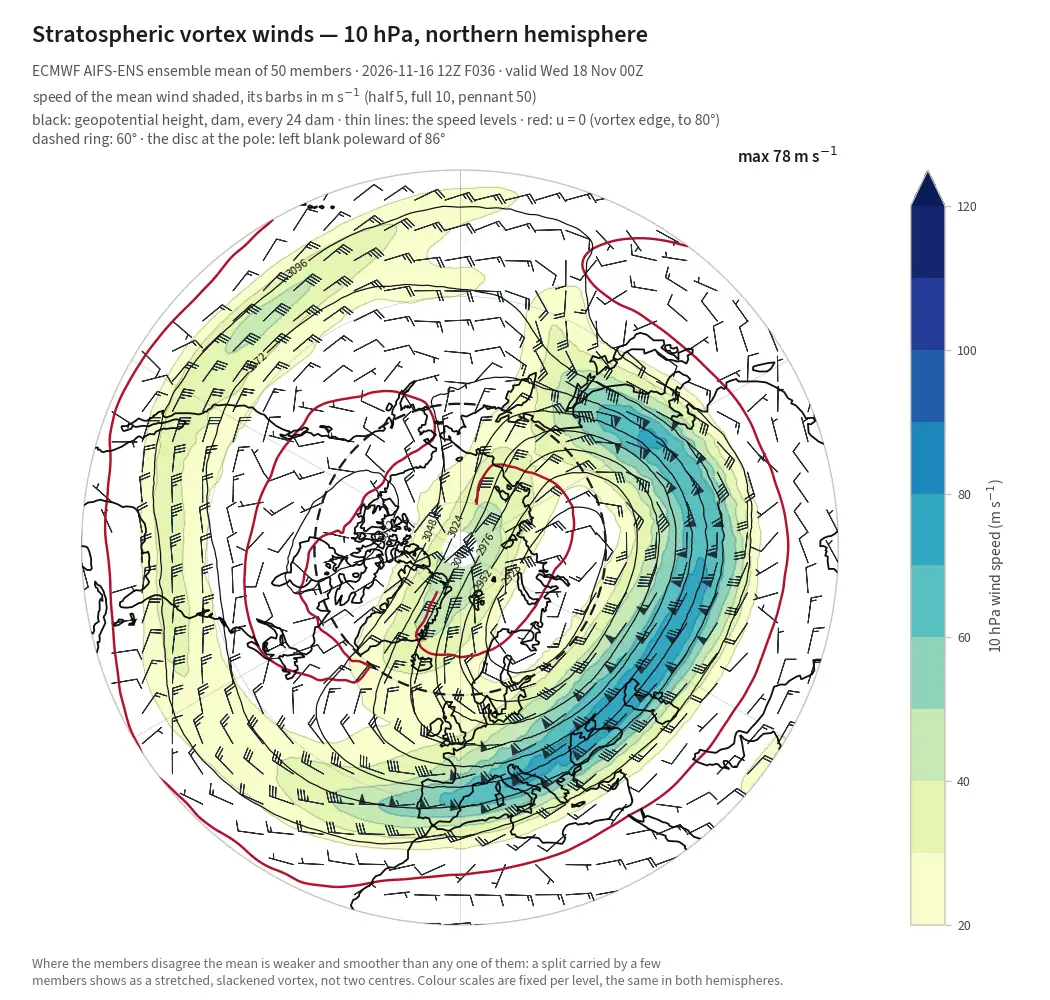 Stratospheric vortex winds — 10 hPa, northern hemisphere
ECMWF AIFS-ENS ensemble mean of 50 members · 2026-11-16 12Z F036 · valid Wed 18 Nov 00Z
speed of the mean wind shaded, its barbs in m s⁻¹ (half 5, full 10, pennant 50)
black: geopotential height, dam, every 24 dam · thin lines: the speed levels · red: u = 0 (vortex edge, to 80°)
dashed ring: 60° · the disc at the pole: left blank poleward of 86°
max 78 m s⁻¹
120
100
80
60
40
20
10 hPa wind speed (m s⁻¹)
3096
3048
3024
2976
Where the members disagree the mean is weaker and smoother than any one of them: a split carried by a few
members shows as a stretched, slackened vortex, not two centres. Colour scales are fixed per level, the same in both hemispheres.